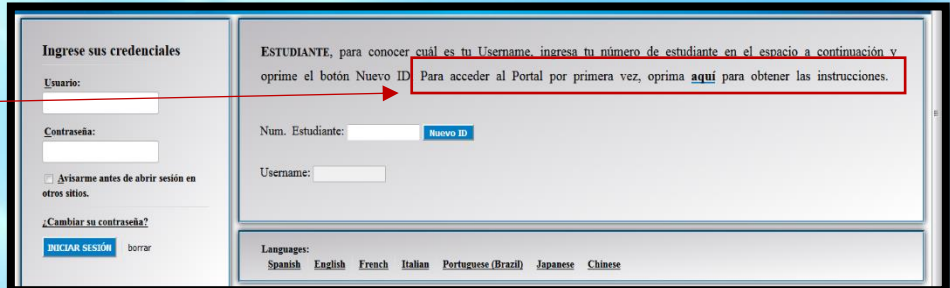 Ingrese sus credenciales
Usuario:
Contraseña:
Avisarme antes de abrir sesión en
otros sitios.
¿Cambiar su contraseña?
INICIAR SESIÓN borrar
ESTUDIANTE, para conocer cuál es tu Username, ingresa tu número de estudiante en el espacio a continuación y
oprime el botón Nuevo ID. Para acceder al Portal por primera vez, oprima aquí para obtener las instrucciones.
Num. Estudiante: Nuevo ID
Username:
Languages:
Spanish English French Italian Portuguese (Brazil) Japanese Chinese